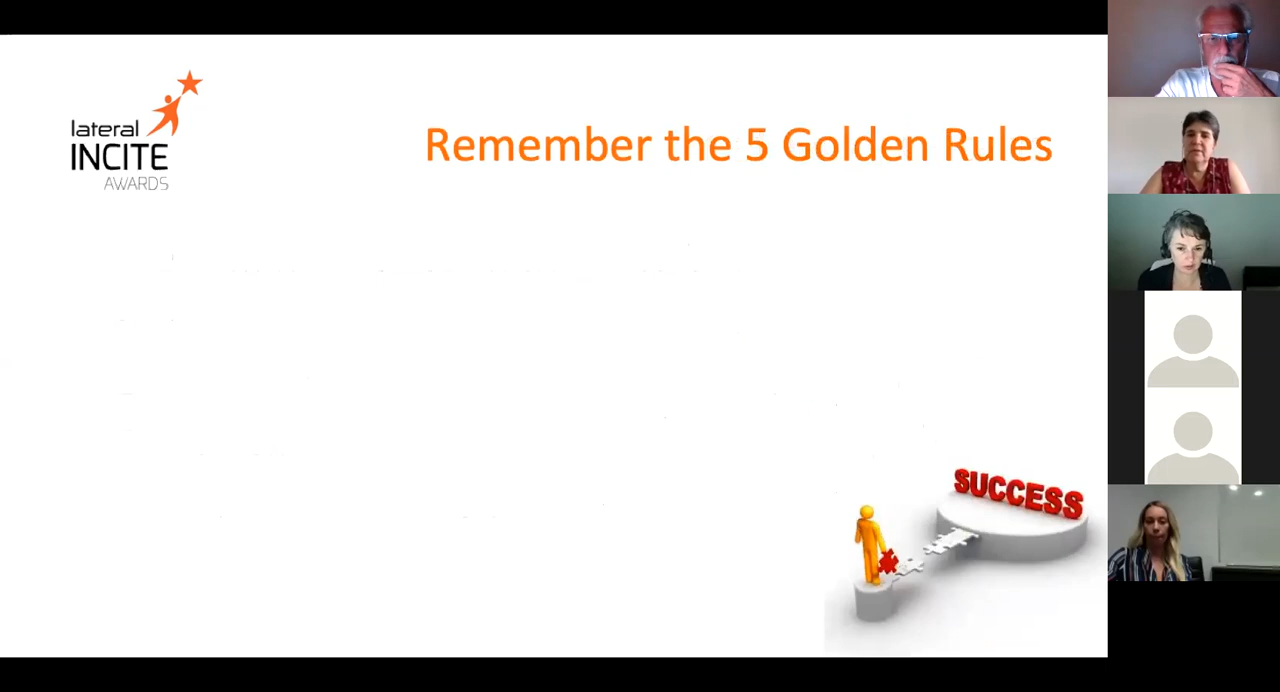 lateral
INCITE
AWARDS
Remember the 5 Golden Rules
SUCCESS